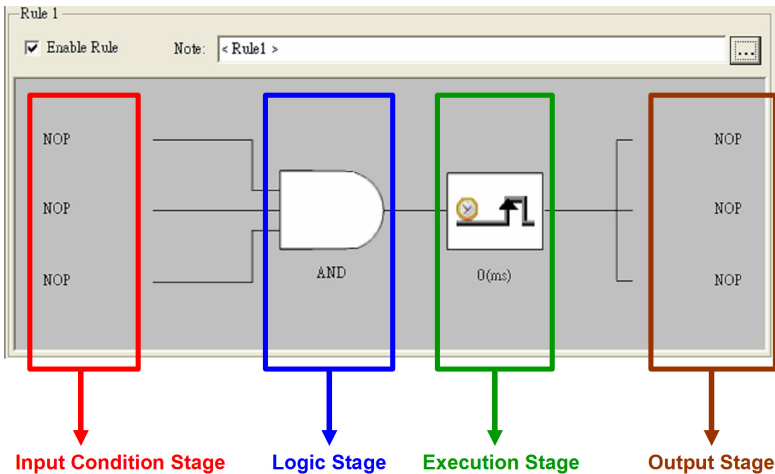 Rule 1
Enable Rule Note: < Rule1 > ...
NOP NOP
NOP NOP
AND 0(ms)
NOP NOP
Input Condition Stage Logic Stage Execution Stage Output Stage